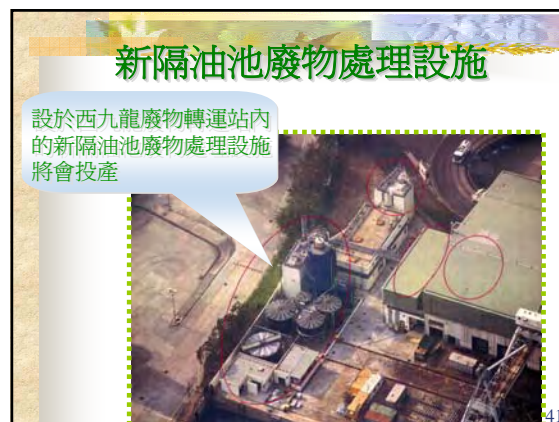 新隔油池廢物處理設施
設於西九龍廢物轉運站內
的新隔油池廢物處理設施
將會投產
41